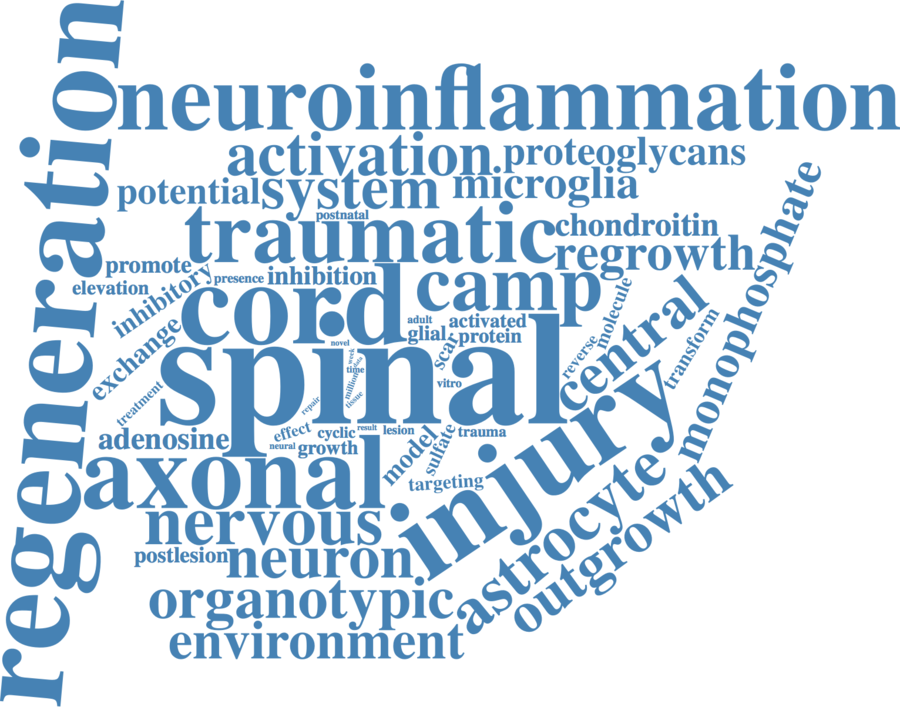 regeneration
neuroinflammation
activation
proteoglycans
potential
system
microglia
postnatal
traumatic
chondroitin
regrowth
monophosphate
promote
elevation
inhibitory
presence
inhibition
cord
camp
molecule
central
transform
exchange
adult
activated
glial
protein
scar
reverse
novel
spinal
week
data
time
million
tissue
vitro
repair
treatment
injury
adenosine
effect
cyclic
result
lesion
neural
growth
model
sulfate
trauma
targeting
axonal
nervous
astrocyte
outgrowth
postlesion
neuron
organotypic
environment